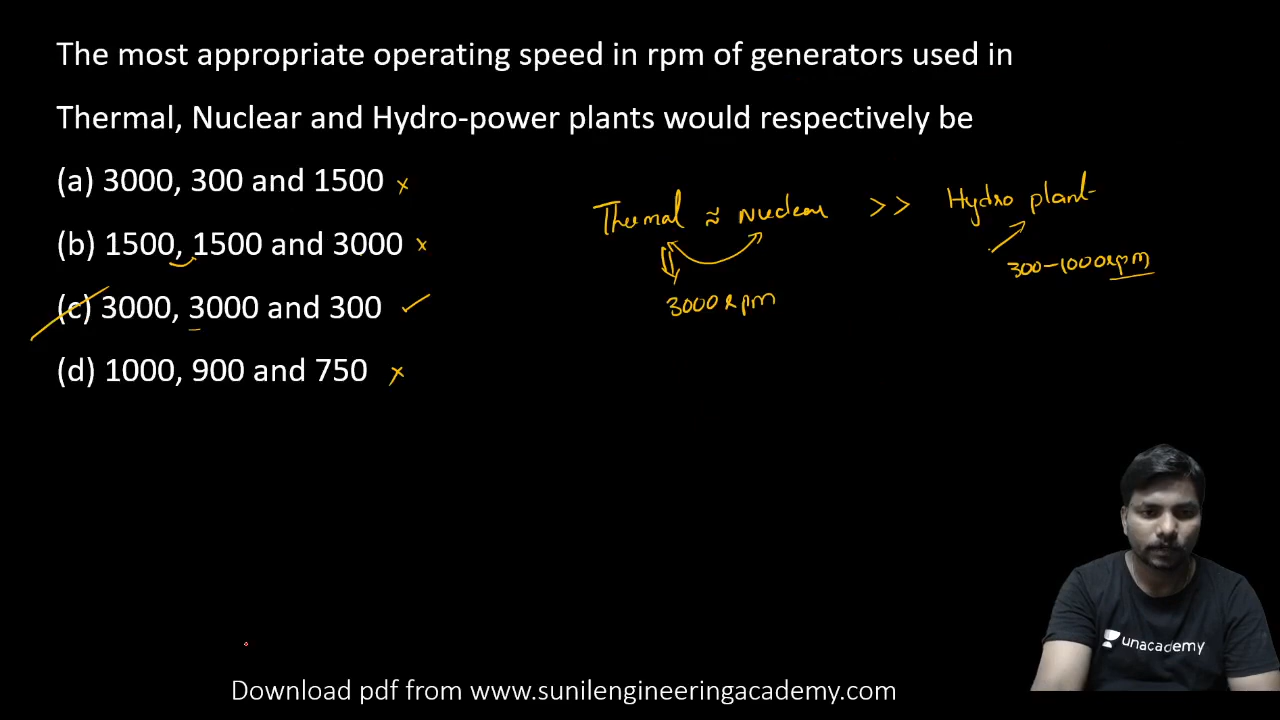 The most appropriate operating speed in rpm of generators used in
Thermal, Nuclear and Hydro-power plants would respectively be
(a) 3000, 300 and 1500 ×
(b) 1500, 1500 and 3000 ×
(c) 3000, 3000 and 300 ✓
(d) 1000, 900 and 750 ×
Thermal ≈ Nuclear >> Hydro plant
300-1000rpm
3000 rpm
unacademy
Download pdf from www.sunilengineeringacademy.com